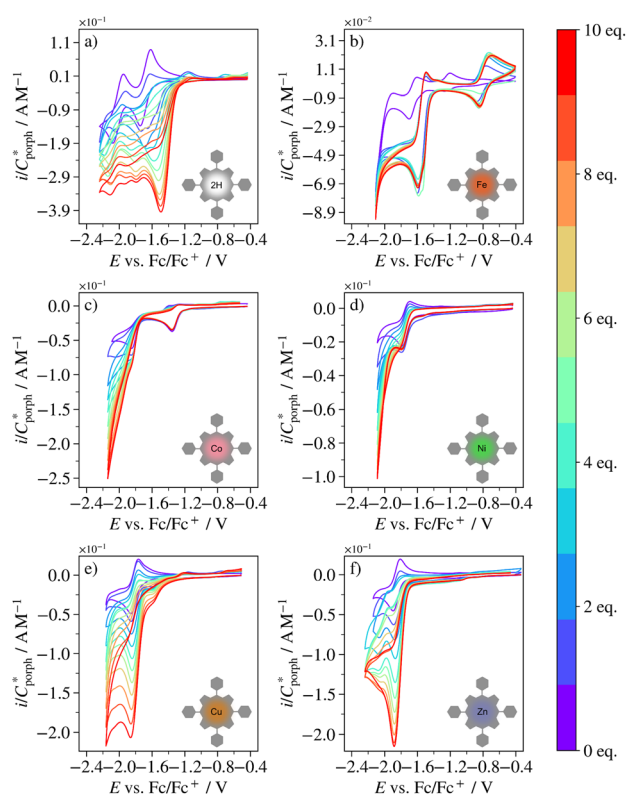 ×10⁻¹
a)
1.1
0.1
−0.9
−1.9
−2.9
−3.9
i/C*porph / AM⁻¹
2H
−2.4 −2.0 −1.6 −1.2 −0.8 −0.4
E vs. Fc/Fc⁺ / V
×10⁻²
b)
3.1
1.1
−0.9
−2.9
−4.9
−6.9
−8.9
i/C*porph / AM⁻¹
Fe
−2.4 −2.0 −1.6 −1.2 −0.8 −0.4
E vs. Fc/Fc⁺ / V
×10⁻¹
c)
0.0
−0.5
−1.0
−1.5
−2.0
−2.5
i/C*porph / AM⁻¹
Co
−2.4 −2.0 −1.6 −1.2 −0.8 −0.4
E vs. Fc/Fc⁺ / V
×10⁻¹
d)
0.0
−0.2
−0.4
−0.6
−0.8
−1.0
i/C*porph / AM⁻¹
Ni
−2.4 −2.0 −1.6 −1.2 −0.8 −0.4
E vs. Fc/Fc⁺ / V
×10⁻¹
e)
0.0
−0.5
−1.0
−1.5
−2.0
i/C*porph / AM⁻¹
Cu
−2.4 −2.0 −1.6 −1.2 −0.8 −0.4
E vs. Fc/Fc⁺ / V
×10⁻¹
f)
0.0
−0.5
−1.0
−1.5
−2.0
i/C*porph / AM⁻¹
Zn
−2.4 −2.0 −1.6 −1.2 −0.8 −0.4
E vs. Fc/Fc⁺ / V
10 eq.
8 eq.
6 eq.
4 eq.
2 eq.
0 eq.